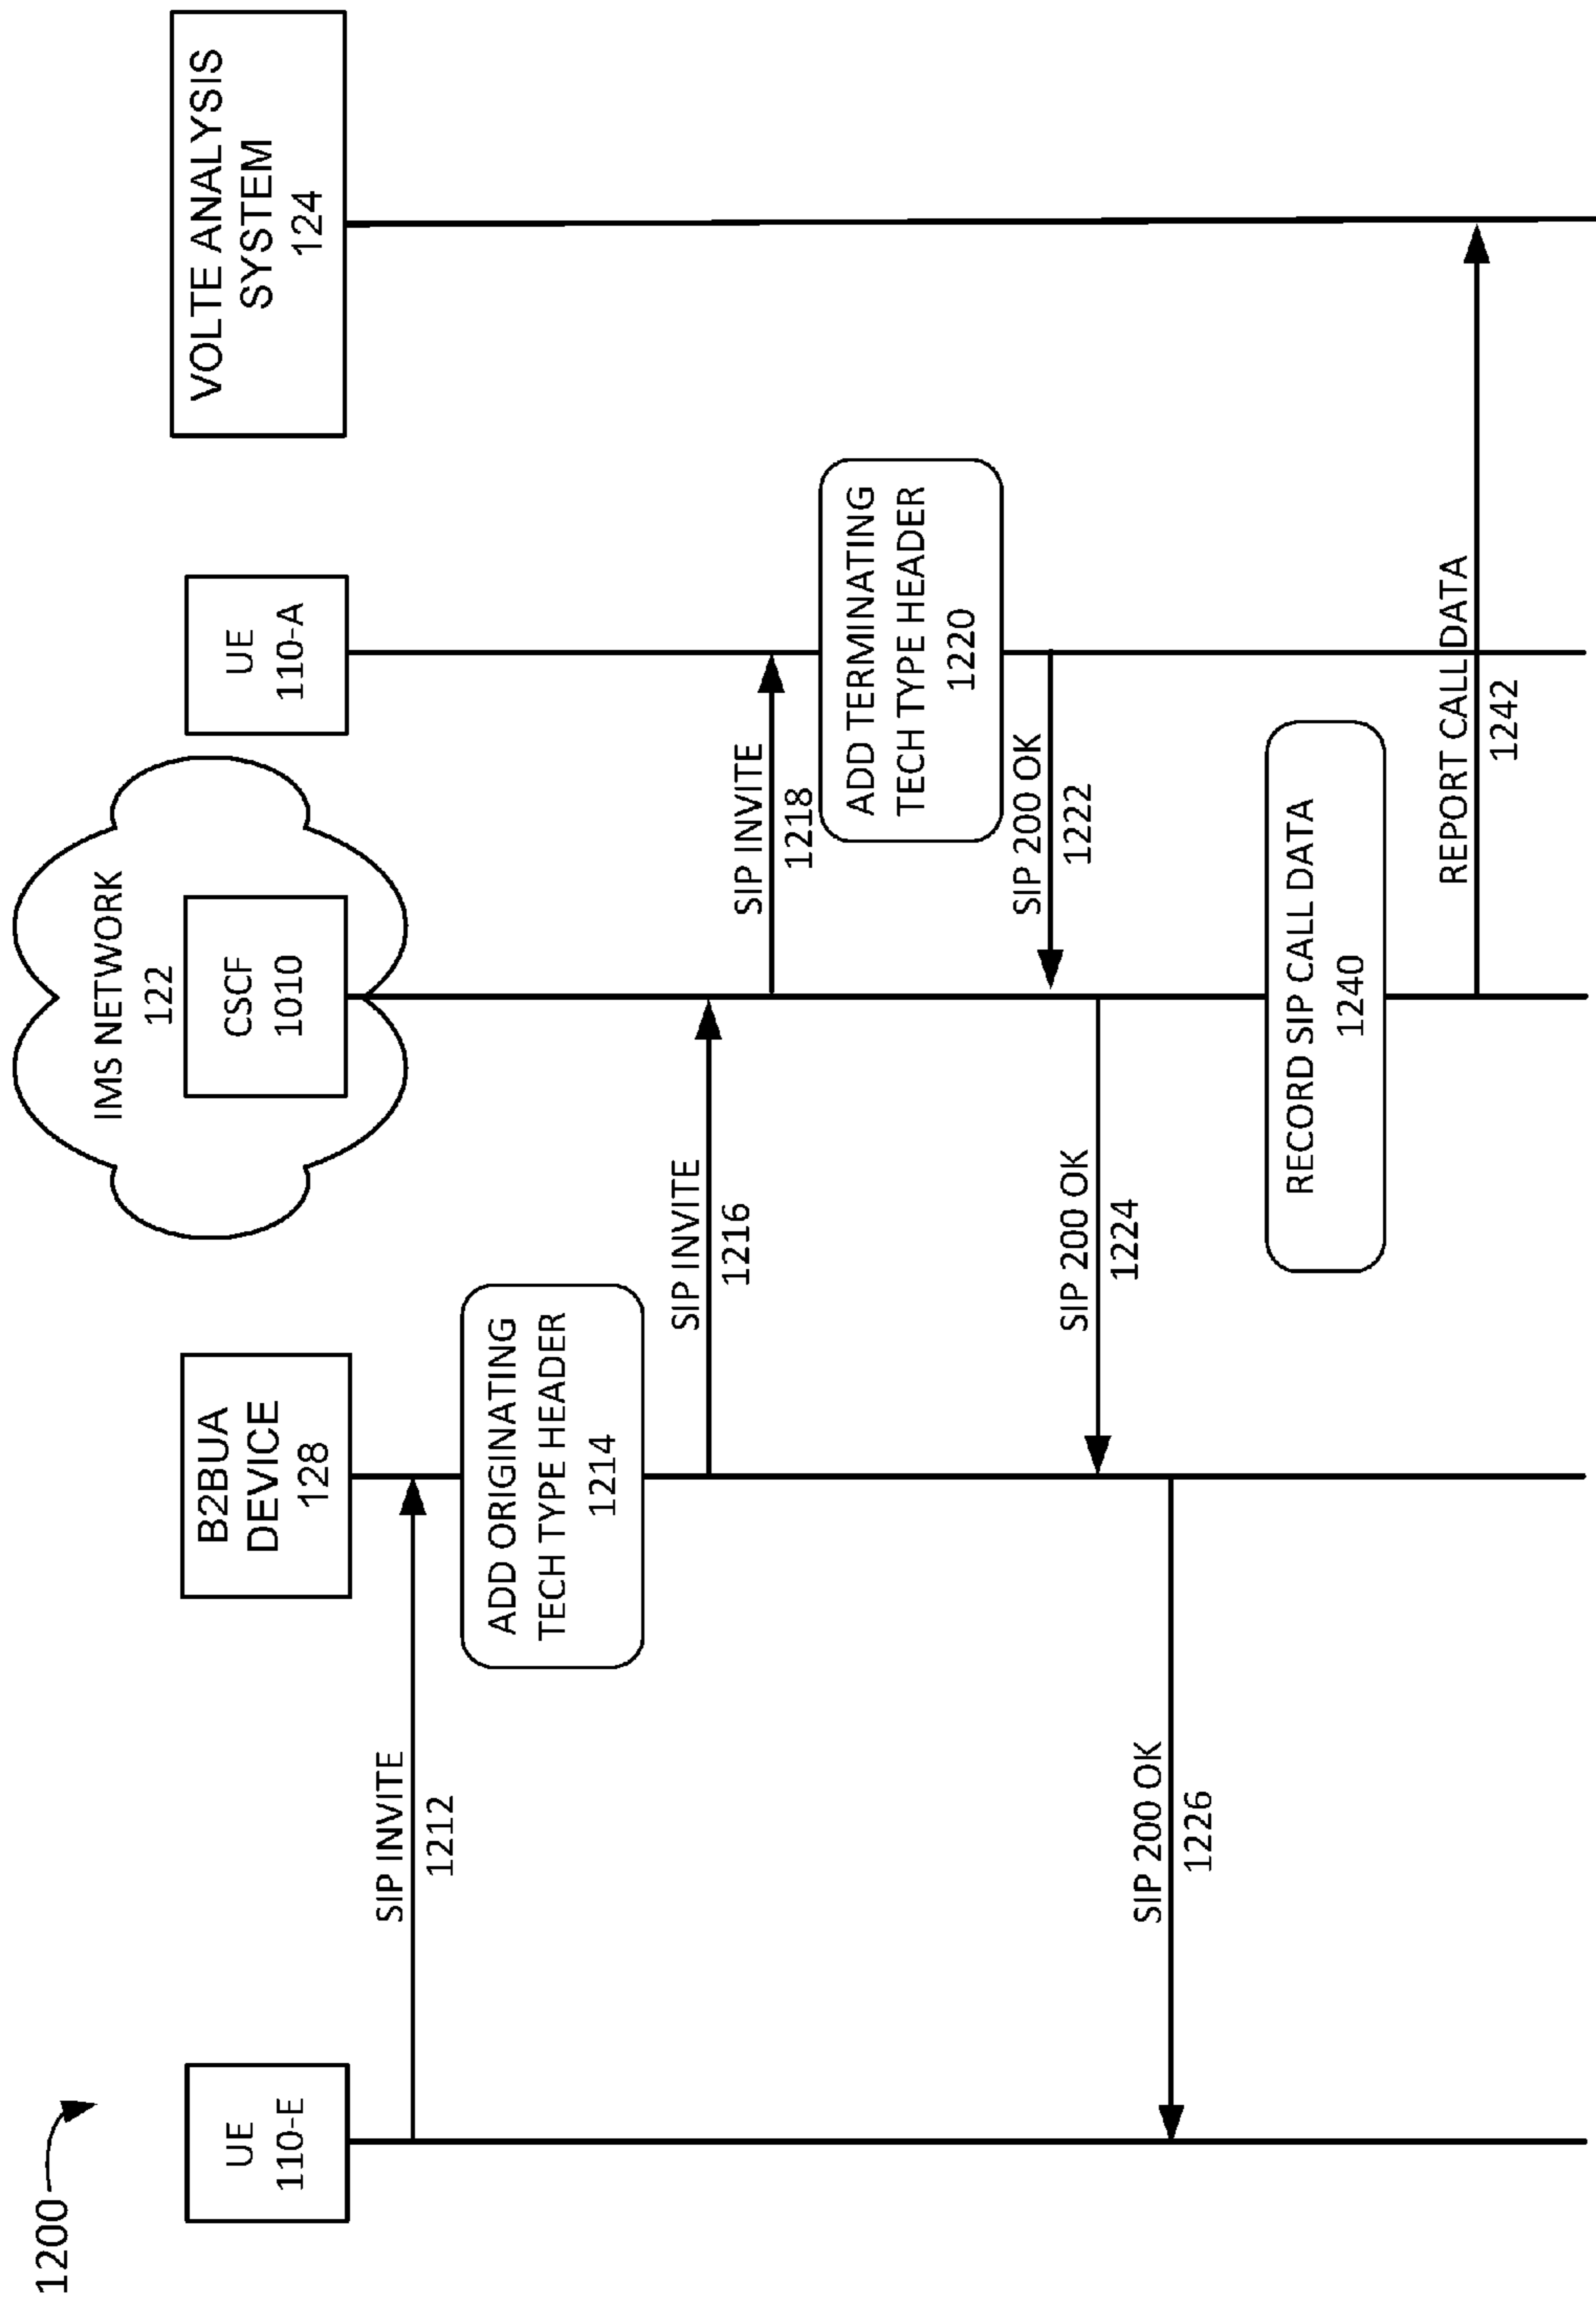 1200
UE
110-E
B2BUA
DEVICE
128
IMS NETWORK
122
CSCF
1010
UE
110-A
VOLTE ANALYSIS
SYSTEM
124
SIP INVITE
1212
ADD ORIGINATING
TECH TYPE HEADER
1214
SIP INVITE
1216
SIP INVITE
1218
ADD TERMINATING
TECH TYPE HEADER
1220
SIP 200 OK
1222
SIP 200 OK
1224
SIP 200 OK
1226
RECORD SIP CALL DATA
1240
REPORT CALL DATA
1242